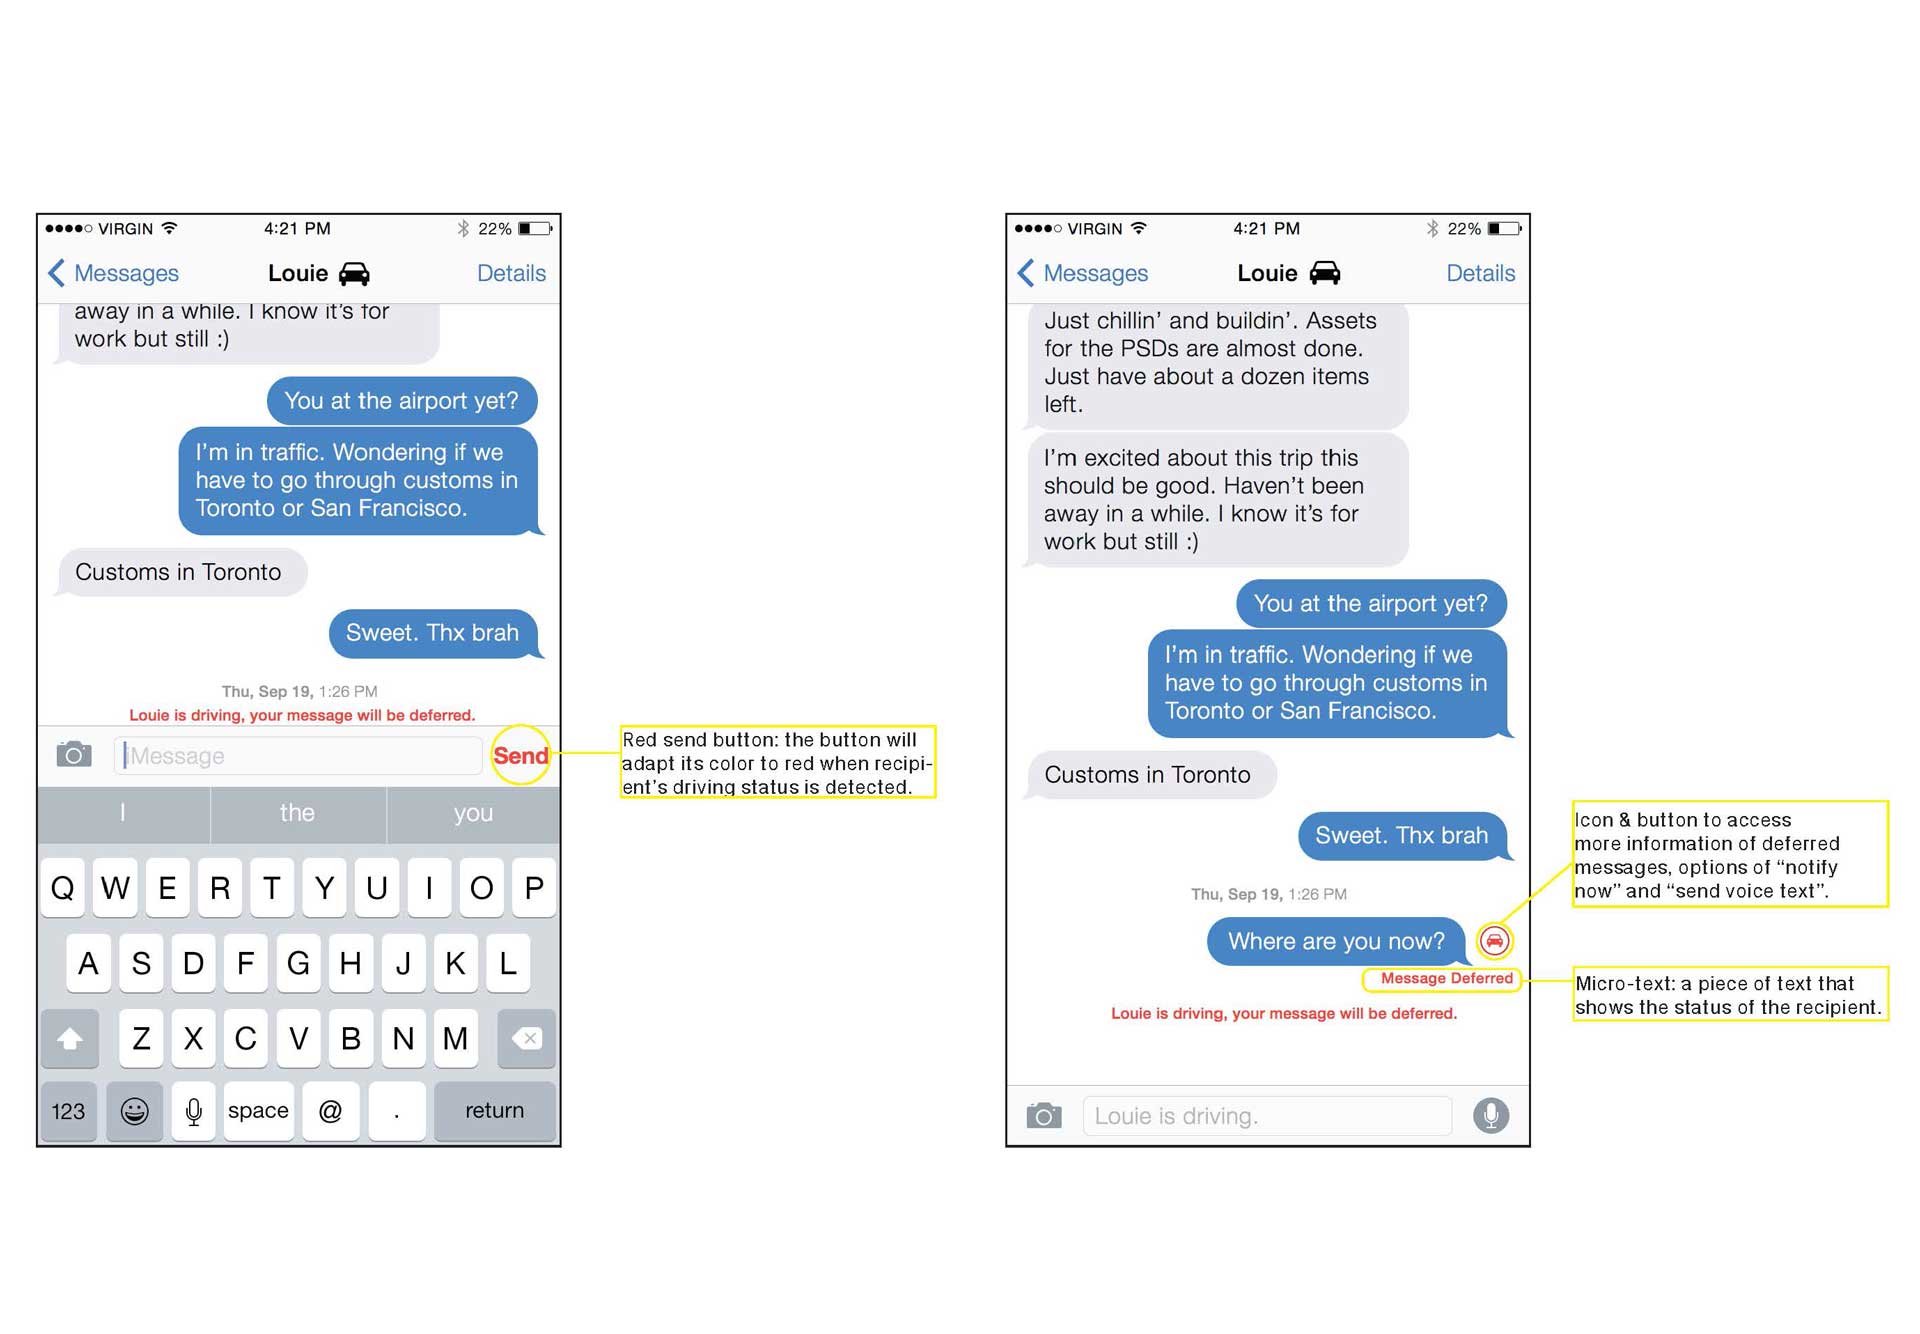 VIRGIN 4:21 PM 22%
Messages Louie Details
away in a while. I know it's for
work but still :)
You at the airport yet?
I'm in traffic. Wondering if we
have to go through customs in
Toronto or San Francisco.
Customs in Toronto
Sweet. Thx brah
Thu, Sep 19, 1:26 PM
Louie is driving, your message will be deferred.
iMessage Send
I the you
Q W E R T Y U I O P
A S D F G H J K L
Z X C V B N M
123 space @ . return
Red send button: the button will
adapt its color to red when recipi-
ent's driving status is detected.
VIRGIN 4:21 PM 22%
Messages Louie Details
Just chillin' and buildin'. Assets
for the PSDs are almost done.
Just have about a dozen items
left.
I'm excited about this trip this
should be good. Haven't been
away in a while. I know it's for
work but still :)
You at the airport yet?
I'm in traffic. Wondering if we
have to go through customs in
Toronto or San Francisco.
Customs in Toronto
Sweet. Thx brah
Thu, Sep 19, 1:26 PM
Where are you now?
Message Deferred
Louie is driving, your message will be deferred.
Louie is driving.
Icon & button to access
more information of deferred
messages, options of “notify
now” and “send voice text”.
Micro-text: a piece of text that
shows the status of the recipient.